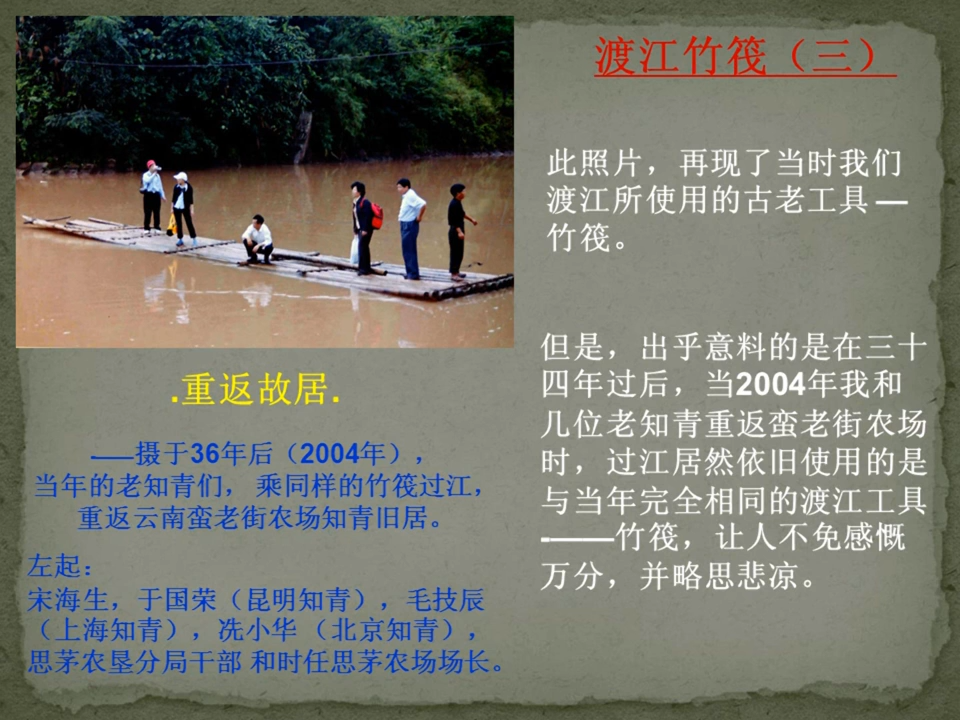 渡江竹筏（三）
此照片，再现了当时我们
渡江所使用的古老工具 —
竹筏。
但是，出乎意料的是在三十
四年过后，当2004年我和
几位老知青重返蛮老街农场
时，过江居然依旧使用的是
与当年完全相同的渡江工具
-——竹筏，让人不免感慨
万分，并略思悲凉。
.重返故居.
-——摄于36年后（2004年），
当年的老知青们， 乘同样的竹筏过江，
重返云南蛮老街农场知青旧居。
左起：
宋海生，于国荣（昆明知青），毛技辰
（上海知青），冼小华 （北京知青），
思茅农垦分局干部 和时任思茅农场场长。